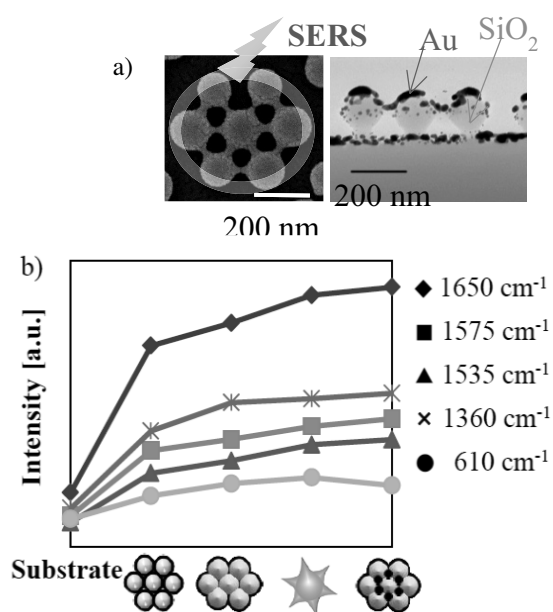 SERS
a)
Au
SiO₂
200 nm
200 nm
b)
Intensity [a.u.]
1650 cm⁻¹
1575 cm⁻¹
1535 cm⁻¹
1360 cm⁻¹
610 cm⁻¹
Substrate